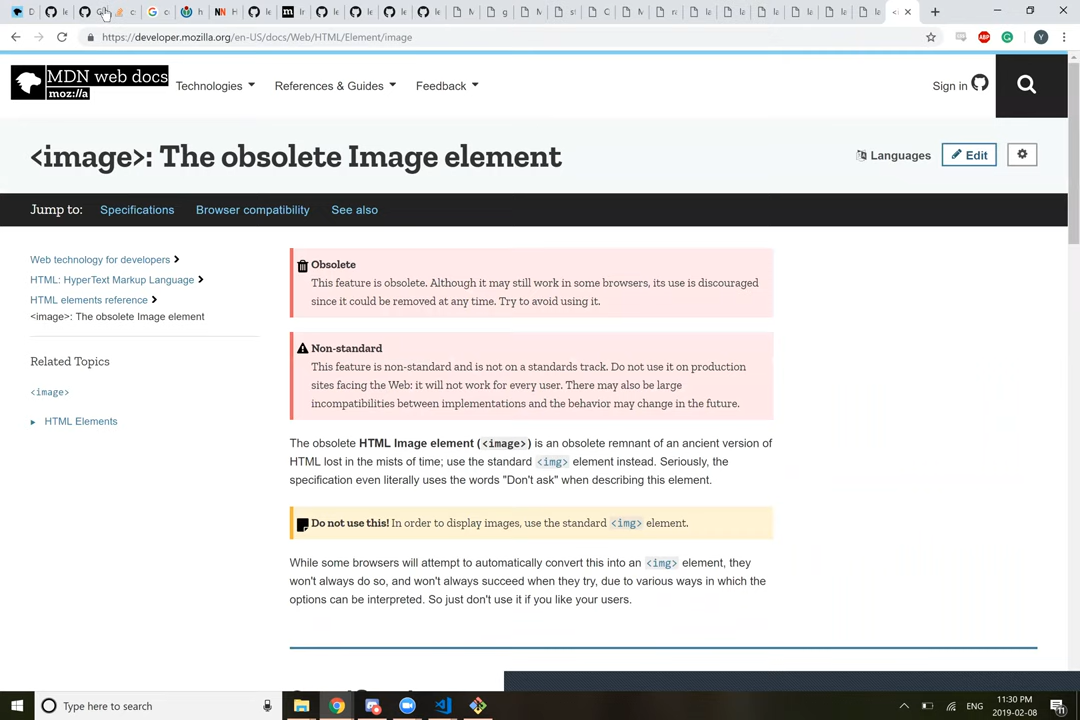 https://developer.mozilla.org/en-US/docs/Web/HTML/Element/image
ABP
Y
MDN web docs
moz://a
Technologies
References & Guides
Feedback
Sign in
<image>: The obsolete Image element
Languages
Edit
Jump to:
Specifications
Browser compatibility
See also
Web technology for developers
HTML: HyperText Markup Language
HTML elements reference
<image>: The obsolete Image element
Related Topics
<image>
HTML Elements
Obsolete
This feature is obsolete. Although it may still work in some browsers, its use is discouraged
since it could be removed at any time. Try to avoid using it.
Non-standard
This feature is non-standard and is not on a standards track. Do not use it on production
sites facing the Web: it will not work for every user. There may also be large
incompatibilities between implementations and the behavior may change in the future.
The obsolete HTML Image element (<image>) is an obsolete remnant of an ancient version of
HTML lost in the mists of time; use the standard <img> element instead. Seriously, the
specification even literally uses the words "Don't ask" when describing this element.
Do not use this! In order to display images, use the standard <img> element.
While some browsers will attempt to automatically convert this into an <img> element, they
won't always do so, and won't always succeed when they try, due to various ways in which the
options can be interpreted. So just don't use it if you like your users.
Type here to search
ENG
11:30 PM
2019-02-08